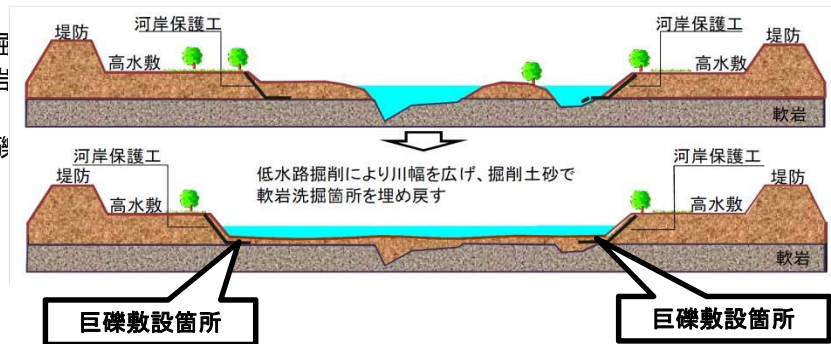 河岸保護工
河岸保護工
堤防
堤防
高水敷
高水敷
軟岩
低水路掘削により川幅を広げ、掘削土砂で
軟岩洗掘箇所を埋め戻す
河岸保護工
河岸保護工
堤防
堤防
高水敷
高水敷
軟岩
巨礫敷設箇所
巨礫敷設箇所